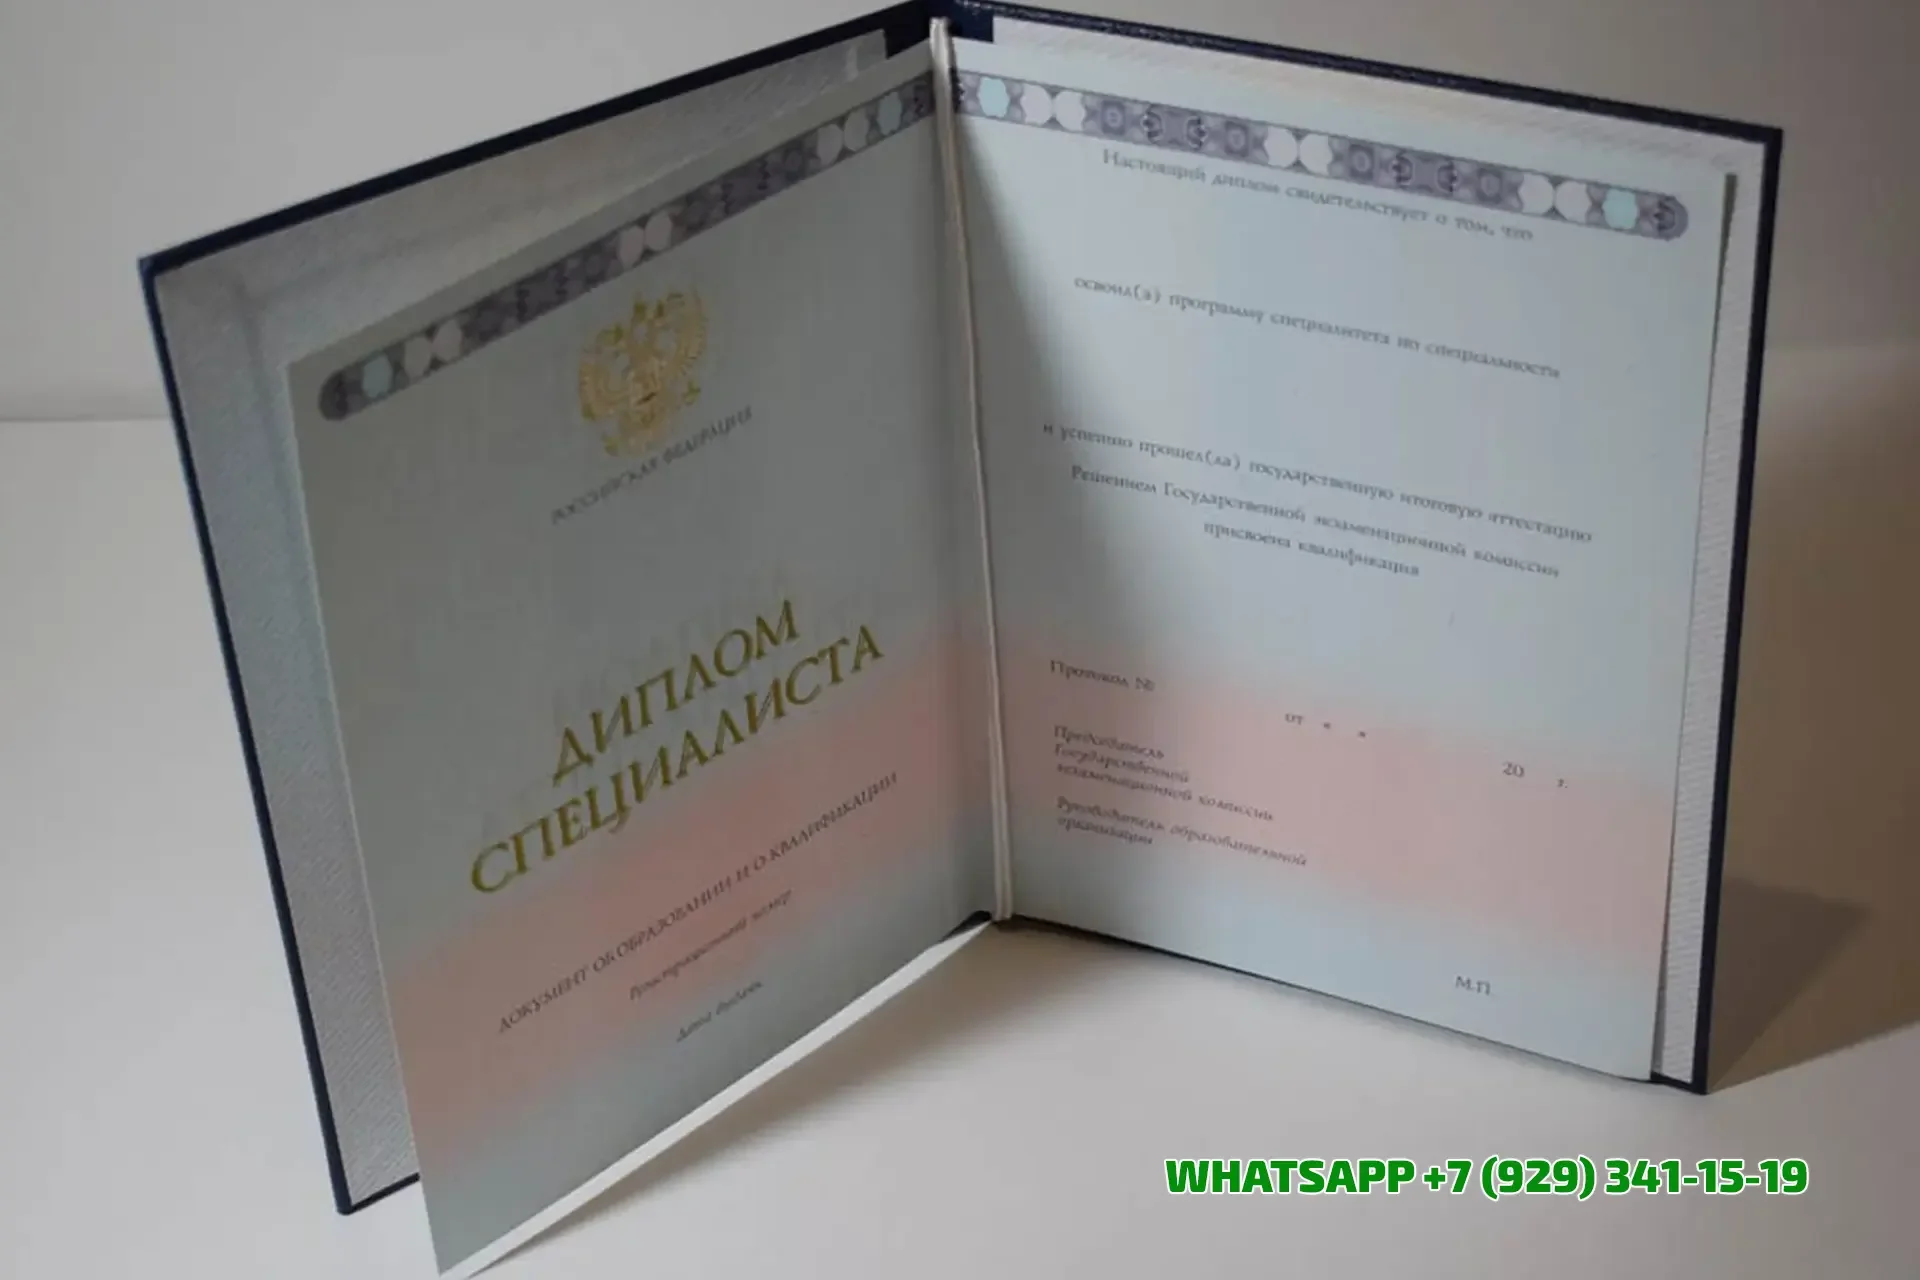 РОССИЙСКАЯ ФЕДЕРАЦИЯ
ДИПЛОМ
СПЕЦИАЛИСТА
ДОКУМЕНТ ОБ ОБРАЗОВАНИИ И О КВАЛИФИКАЦИИ
Регистрационный номер
Дата выдачи
Настоящий диплом свидетельствует о том, что
освоил(а) программу специалитета по специальности
и успешно прошел(ла) государственную итоговую аттестацию
Решением Государственной экзаменационной комиссии
присвоена квалификация
Протокол №
от « »
20 г.
Председатель
Государственной
экзаменационной комиссии
Руководитель образовательной
организации
М.П.
WHATSAPP +7 (929) 341-15-19